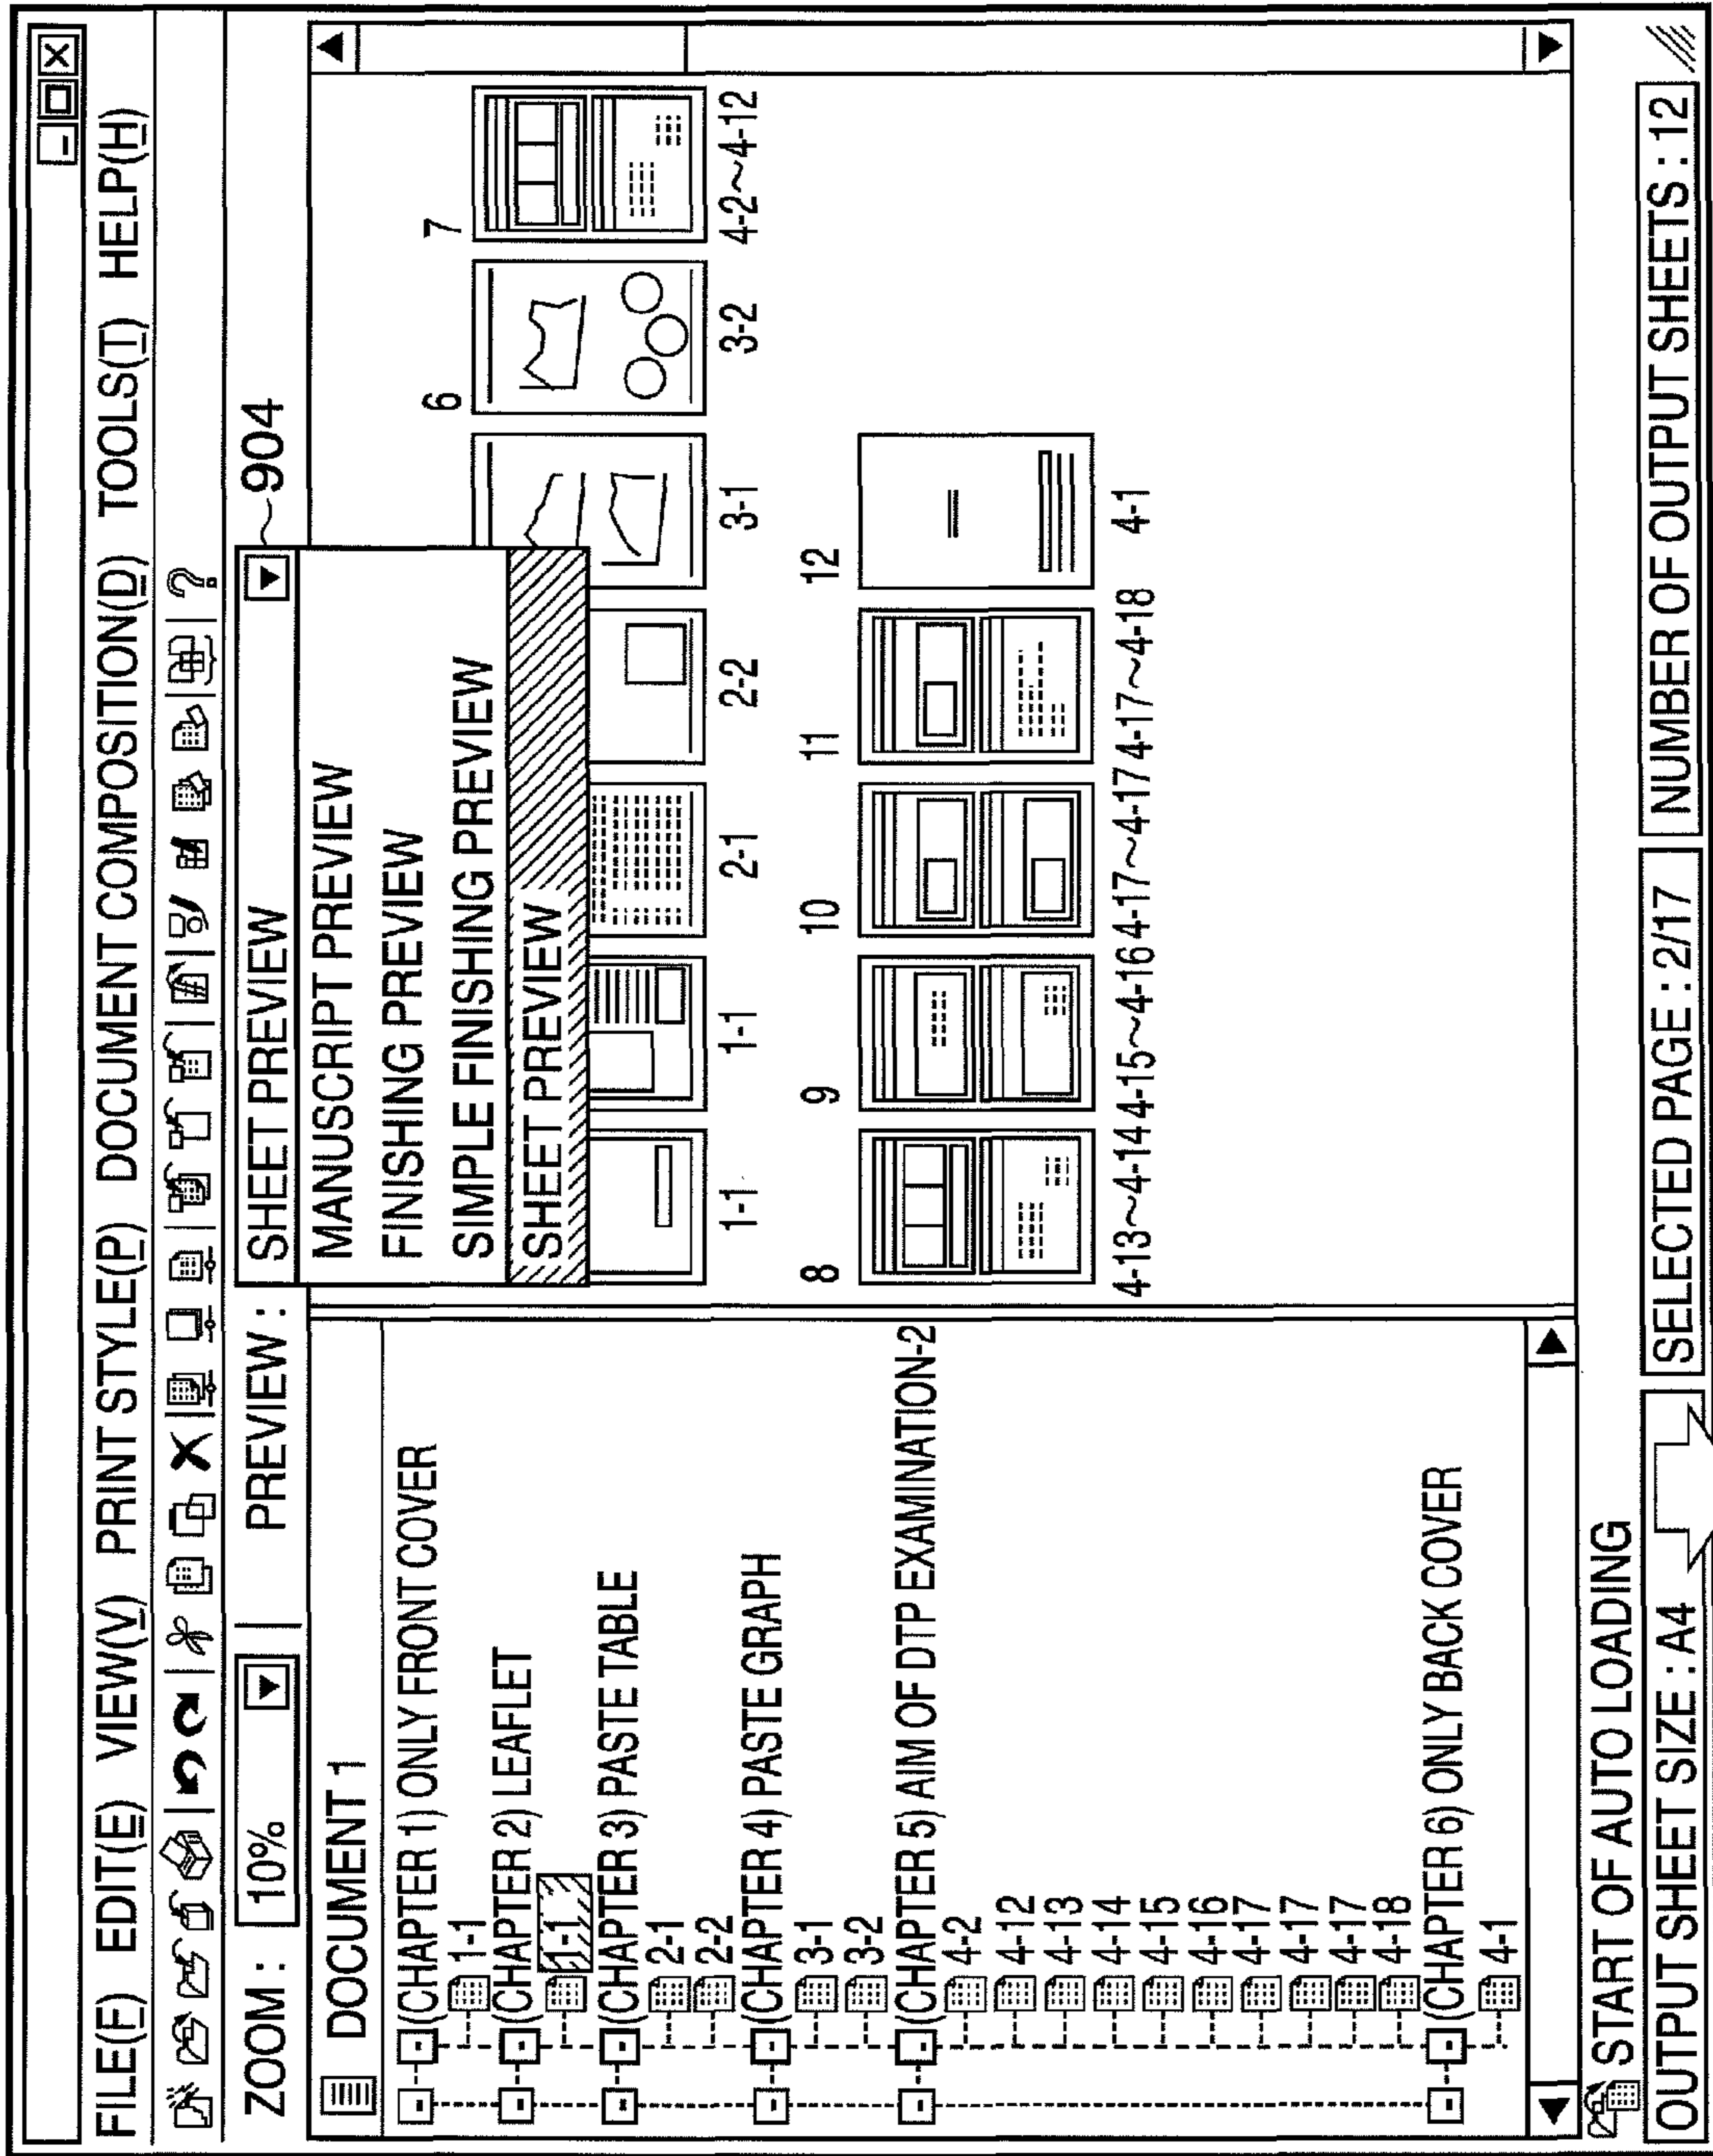 FILE(F) EDIT(E) VIEW(V) PRINT STYLE(P) DOCUMENT COMPOSITION(D) TOOLS(T) HELP(H)
ZOOM : 10% PREVIEW : SHEET PREVIEW 904
MANUSCRIPT PREVIEW
FINISHING PREVIEW
SIMPLE FINISHING PREVIEW
SHEET PREVIEW
DOCUMENT 1
(CHAPTER 1) ONLY FRONT COVER
1-1
(CHAPTER 2) LEAFLET
1-1
(CHAPTER 3) PASTE TABLE
2-1
2-2
(CHAPTER 4) PASTE GRAPH
3-1
3-2
(CHAPTER 5) AIM OF DTP EXAMINATION-2
4-2
4-12
4-13
4-14
4-15
4-16
4-17
4-17
4-17
4-18
(CHAPTER 6) ONLY BACK COVER
4-1
6 7
1-1 1-1 2-1 2-2 3-1 3-2 4-2~4-12
8 9 10 11 12
4-13~4-14 4-15~4-16 4-17~4-17 4-17~4-18 4-1
START OF AUTO LOADING
OUTPUT SHEET SIZE : A4 SELECTED PAGE : 2/17 NUMBER OF OUTPUT SHEETS : 12